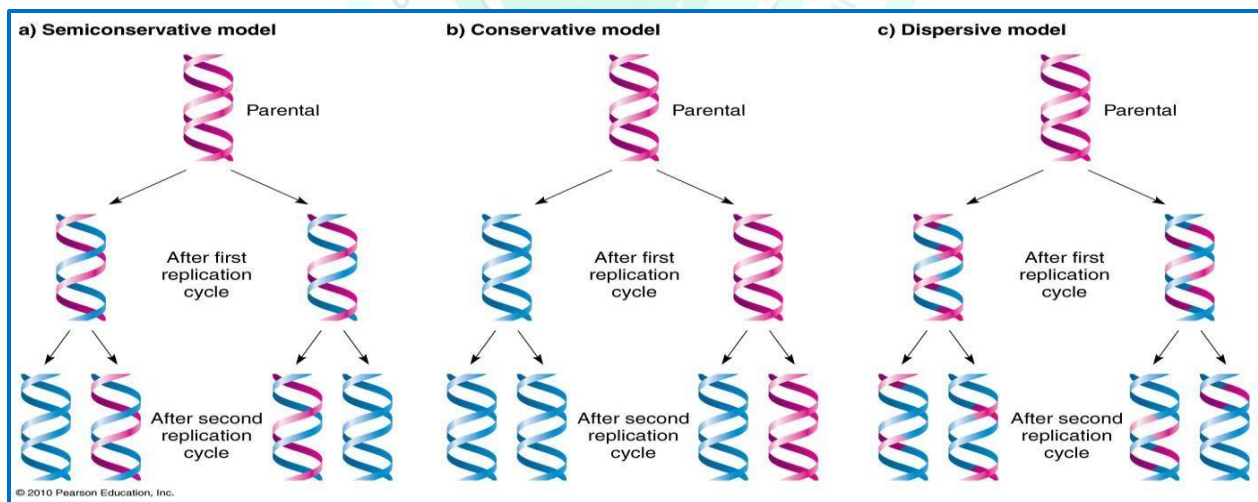 a) Semiconservative model
Parental
After first
replication
cycle
After second
replication
cycle
b) Conservative model
Parental
After first
replication
cycle
After second
replication
cycle
c) Dispersive model
Parental
After first
replication
cycle
After second
replication
cycle
© 2010 Pearson Education, Inc.